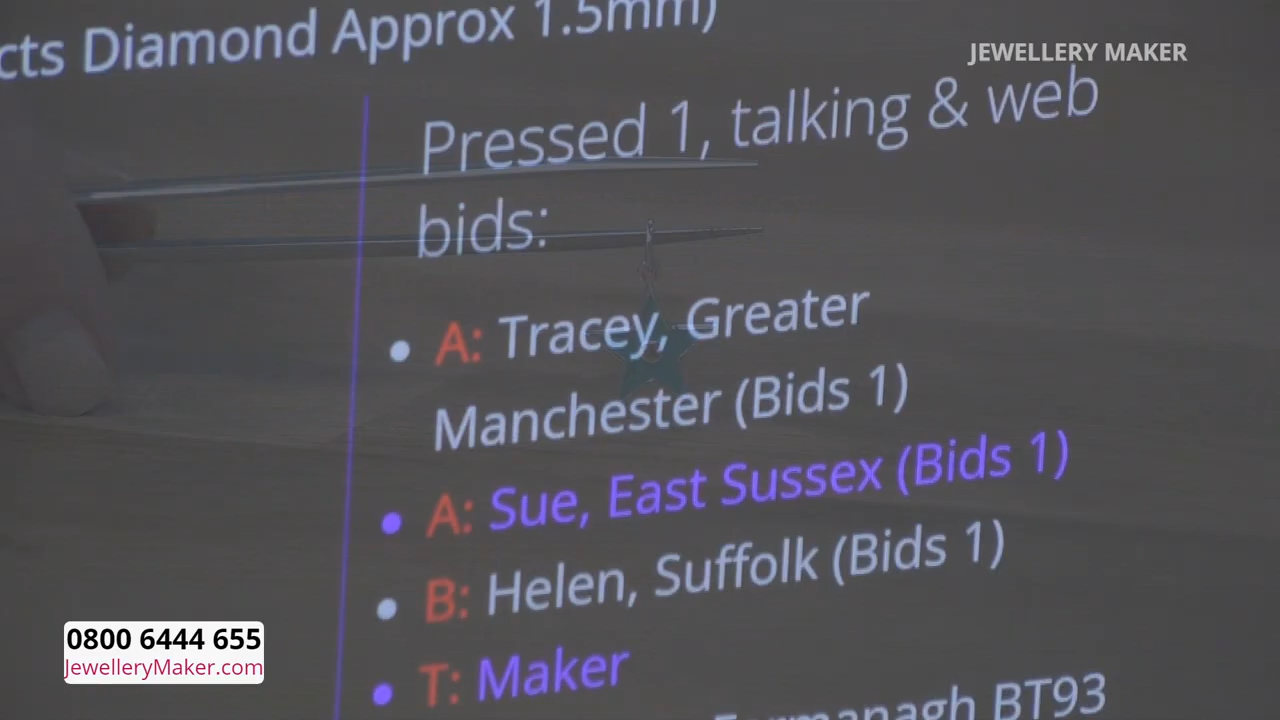 cts Diamond Approx 1.5mm)
JEWELLERY MAKER
Pressed 1, talking & web
bids:
• A: Tracey, Greater
Manchester (Bids 1)
• A: Sue, East Sussex (Bids 1)
• B: Helen, Suffolk (Bids 1)
• T: Maker
Fermanagh BT93
0800 6444 655
JewelleryMaker.com